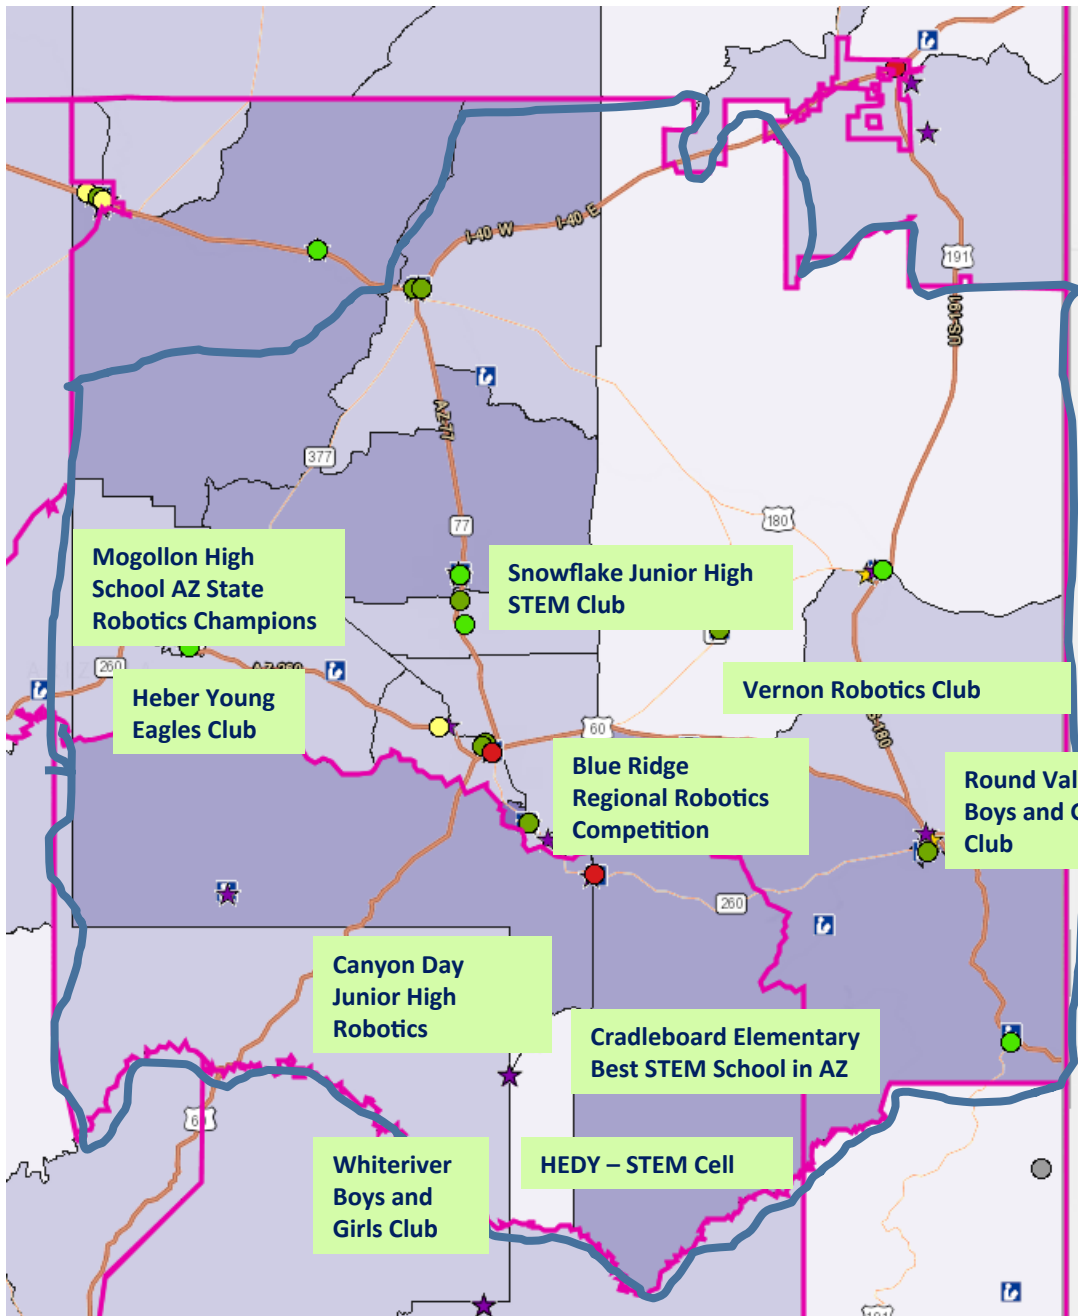 I-40 W
I-40 E
191
US-191
AZ-77
377
77
180
Mogollon High
School AZ State
Robotics Champions
Snowflake Junior High
STEM Club
260
Heber Young
Eagles Club
Vernon Robotics Club
60
Blue Ridge
Regional Robotics
Competition
Round Val
Boys and
Club
260
Canyon Day
Junior High
Robotics
Cradleboard Elementary
Best STEM School in AZ
Whiteriver
Boys and
Girls Club
HEDY – STEM Cell